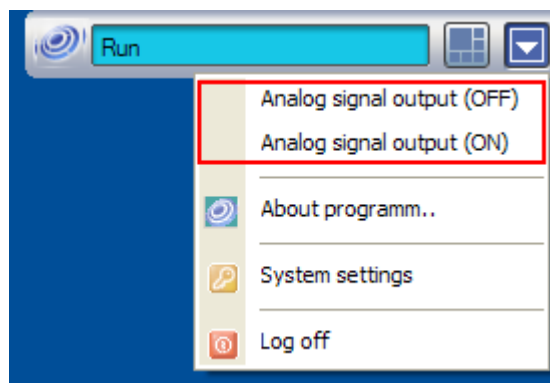 Run
Analog signal output (OFF)
Analog signal output (ON)
About programm..
System settings
Log off